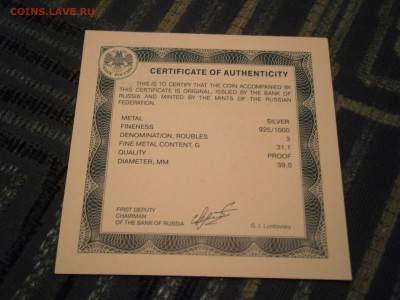 COINS.LAVE.RU
CERTIFICATE OF AUTHENTICITY
THIS IS TO CERTIFY THAT THE COIN ACCOMPANIED BY
THIS CERTIFICATE IS ORIGINAL, ISSUED BY THE BANK OF
RUSSIA AND MINTED BY THE MINTS OF THE RUSSIAN
FEDERATION.
METAL SILVER
FINENESS 925/1000
DENOMINATION, ROUBLES 3
FINE METAL CONTENT, G 31,1
QUALITY PROOF
DIAMETER, MM 39,0
FIRST DEPUTY
CHAIRMAN
OF THE BANK OF RUSSIA
G. I. Luntovsky